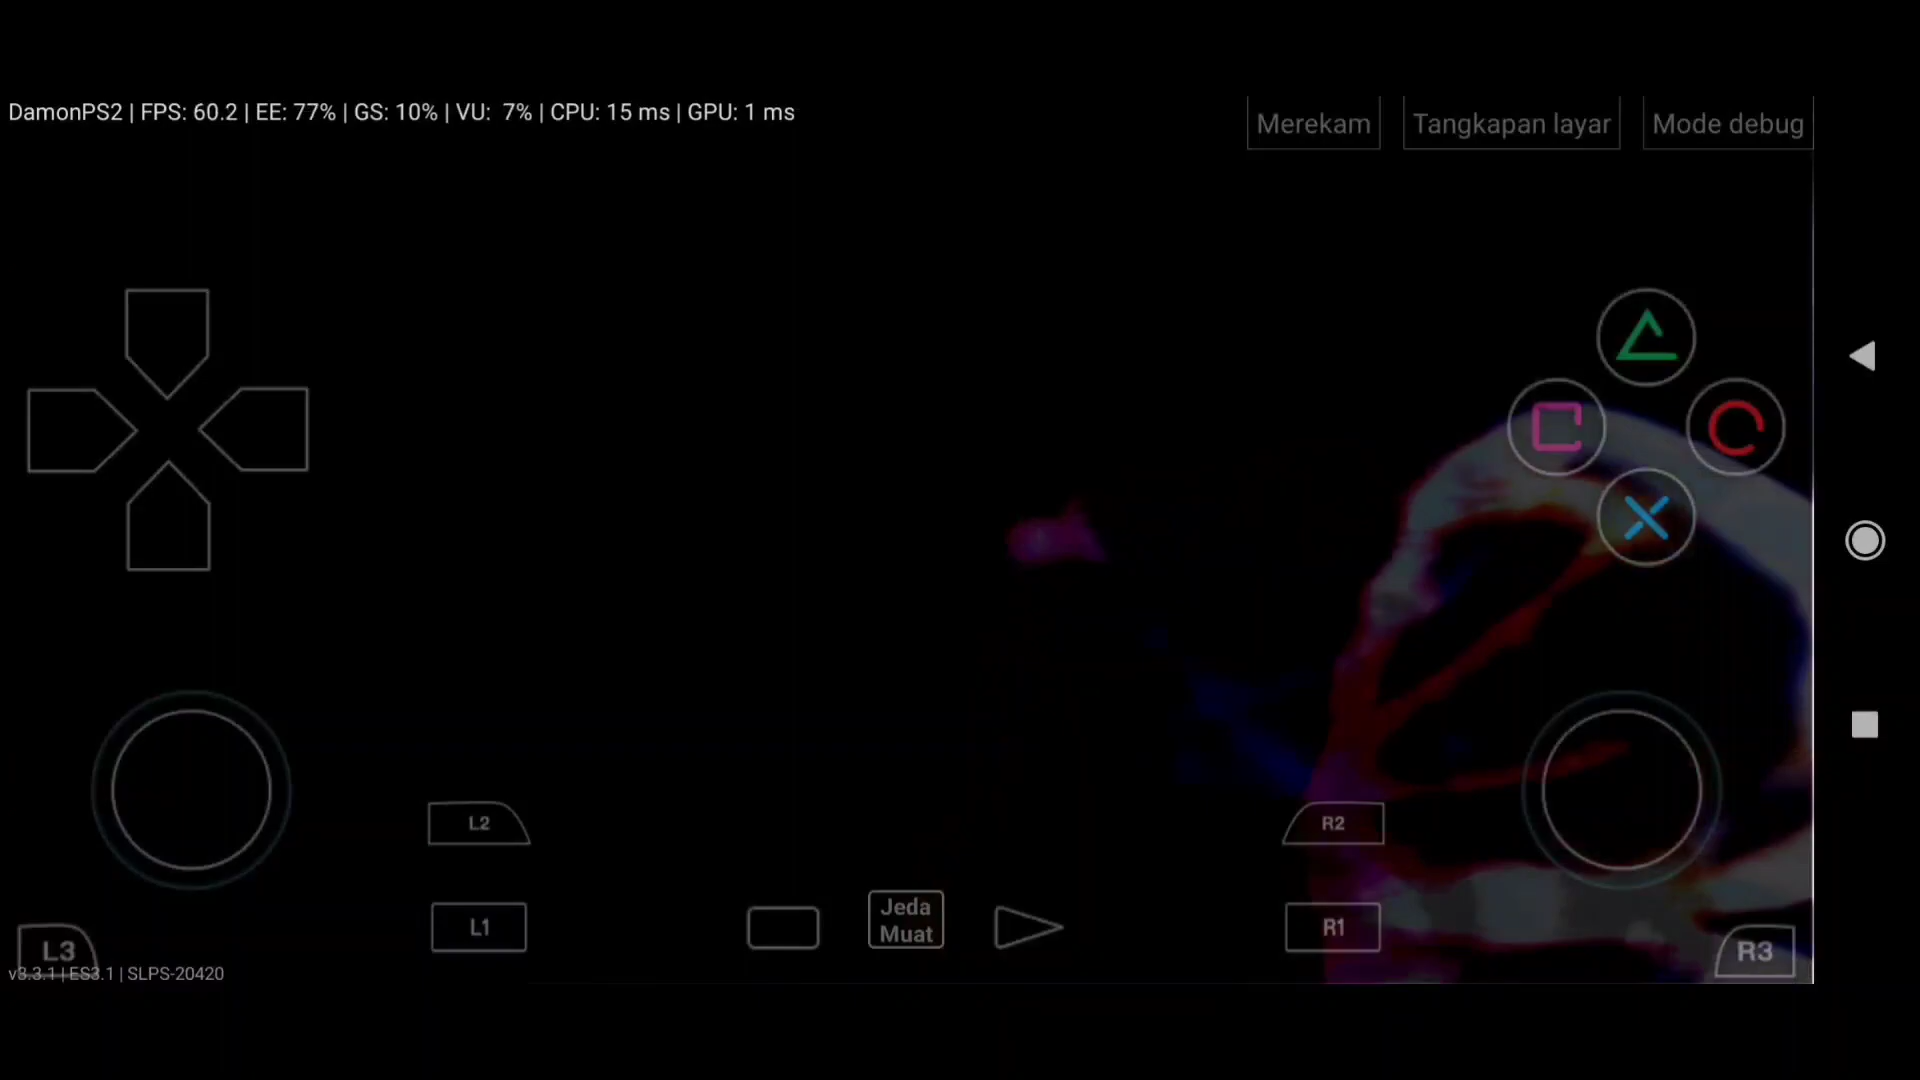 DamonPS2 | FPS: 60.2 | EE: 77% | GS: 10% | VU: 7% | CPU: 15 ms | GPU: 1 ms
Merekam
Tangkapan layar
Mode debug
L2
R2
L1
Jeda
Muat
R1
L3
R3
v3.3.1 | ES3.1 | SLPS-20420